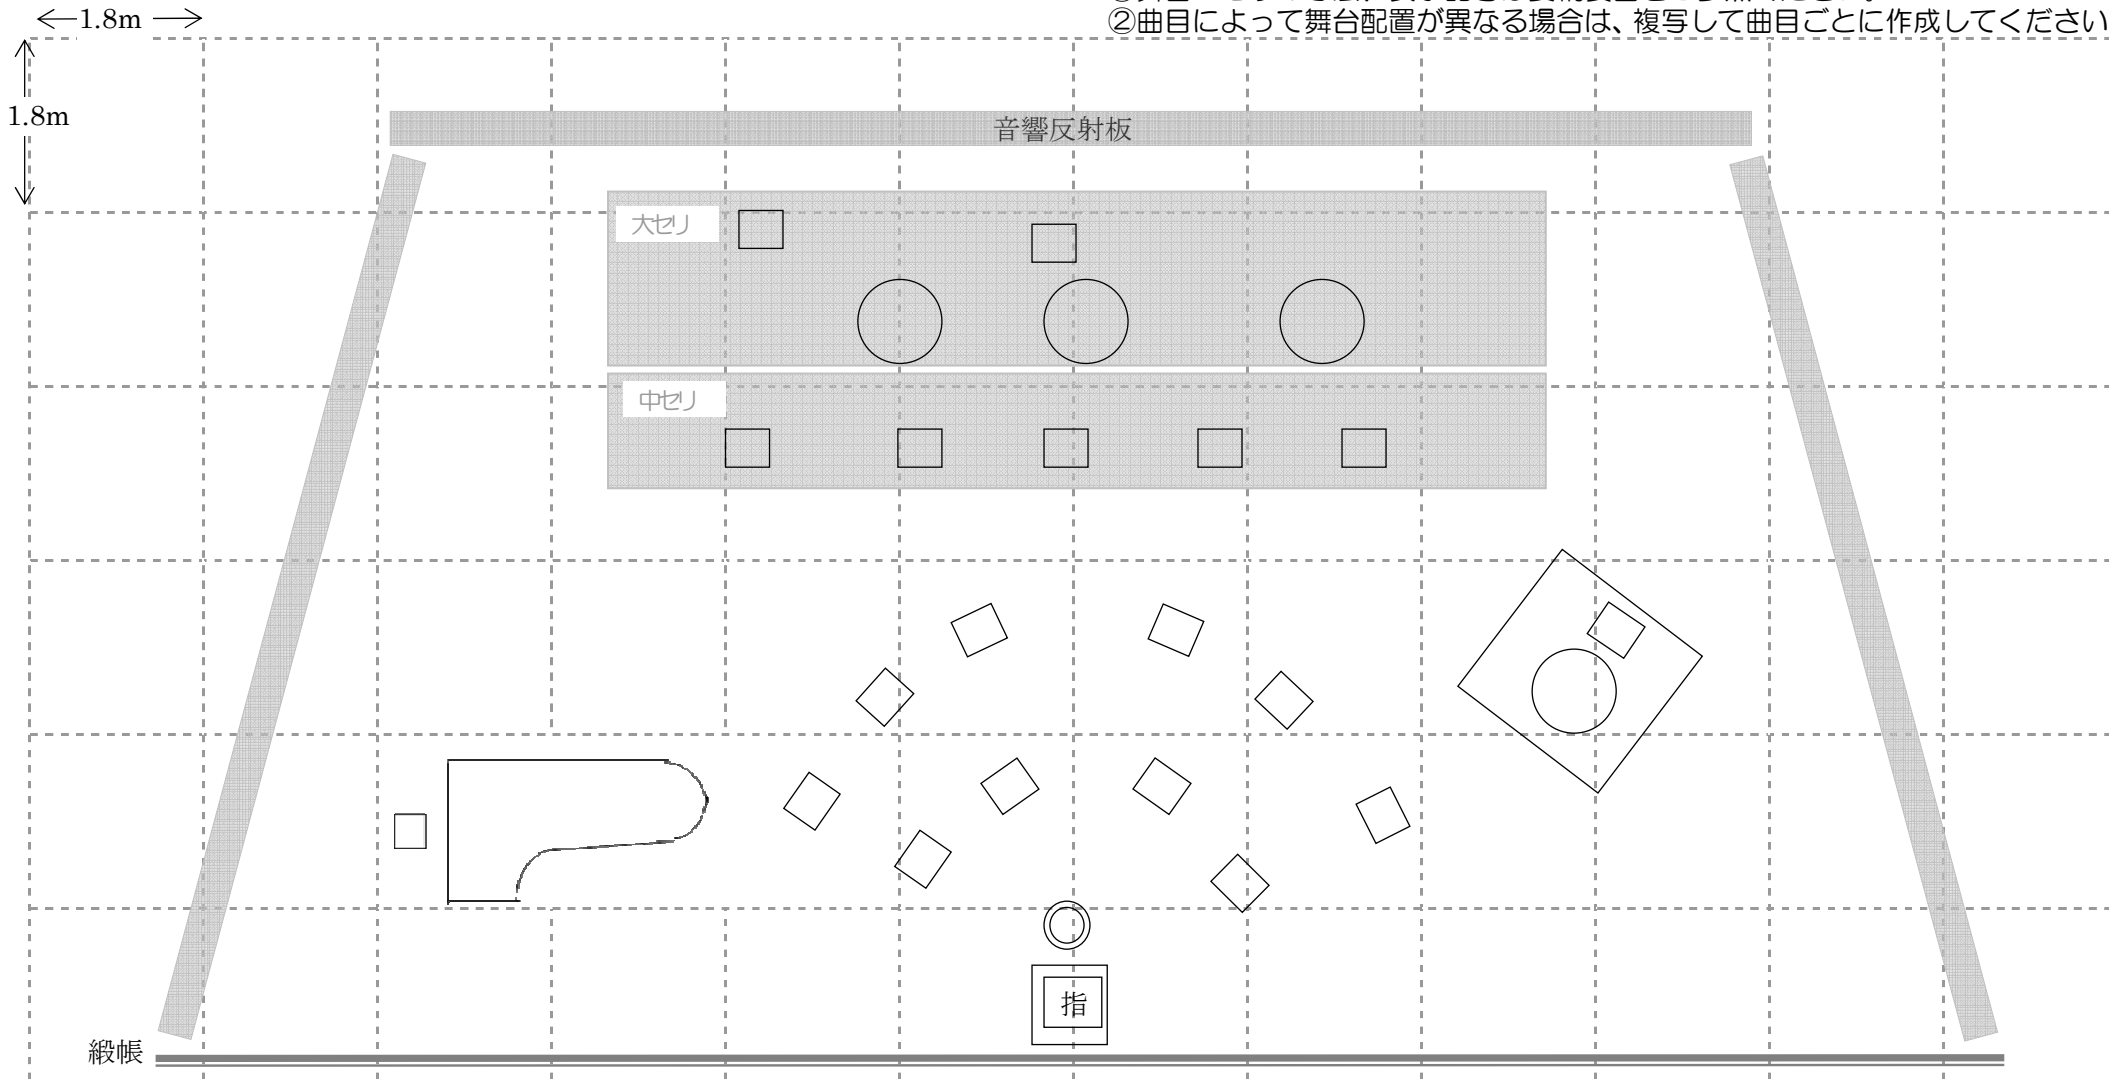 ②曲目によって舞台配置が異なる場合は、複写して曲目ごとに作成してください
1.8m
1.8m
音響反射板
大セリ
中セリ
指
緞帳